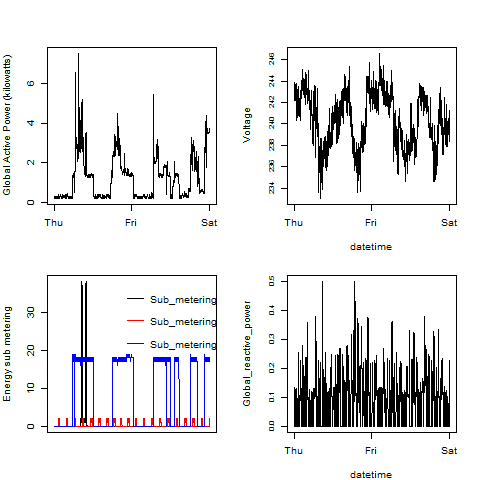 Global Active Power (kilowatts)
0 2 4 6
Thu Fri Sat
Voltage
234 236 238 240 242 244 246
Thu Fri Sat
datetime
Energy sub metering
0 10 20 30
Sub_metering
Sub_metering
Sub_metering
Thu Fri Sat
Global_reactive_power
0.0 0.1 0.2 0.3 0.4 0.5
Thu Fri Sat
datetime